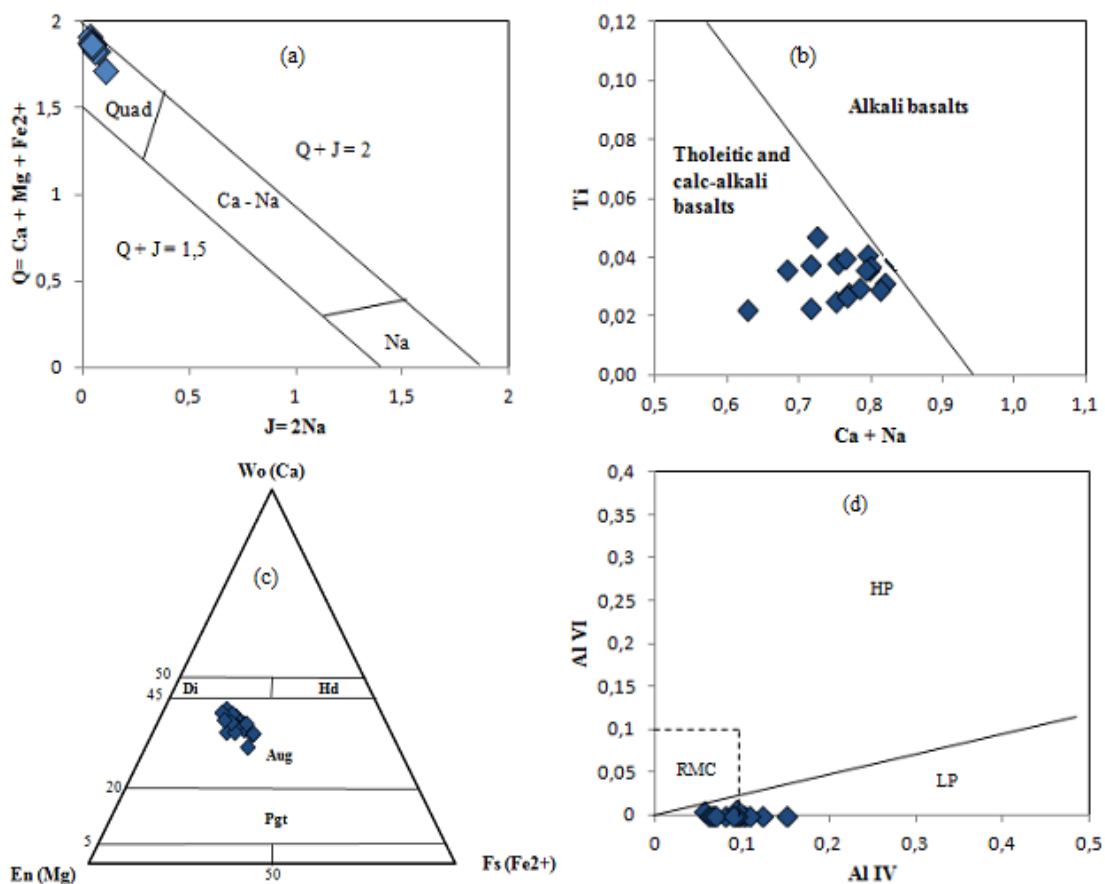 (a)
Q= Ca + Mg + Fe2+
2
1,5
1
0,5
0
Quad
Q + J = 2
Ca - Na
Q + J = 1,5
Na
0
0,5
1
1,5
2
J= 2Na
(b)
Ti
0,12
0,10
0,08
0,06
0,04
0,02
0,00
Alkali basalts
Tholeitic and
calc-alkali
basalts
0,5
0,6
0,7
0,8
0,9
1,0
1,1
Ca + Na
Wo (Ca)
(c)
50
Di
Hd
45
Aug
20
Pgt
5
En (Mg)
50
Fs (Fe2+)
(d)
Al VI
0,4
0,35
0,3
0,25
0,2
0,15
0,1
0,05
0
HP
RMC
LP
0
0,1
0,2
0,3
0,4
0,5
Al IV